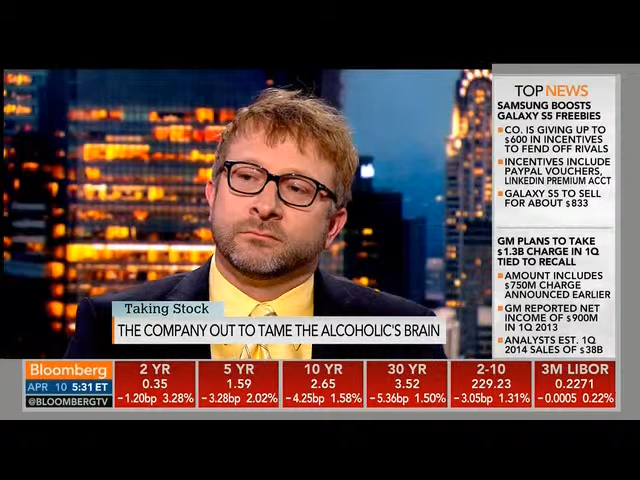 TOP NEWS
SAMSUNG BOOSTS
GALAXY S5 FREEBIES
CO. IS GIVING UP TO
$600 IN INCENTIVES
TO FEND OFF RIVALS
INCENTIVES INCLUDE
PAYPAL VOUCHERS,
LINKEDIN PREMIUM ACCT
GALAXY S5 TO SELL
FOR ABOUT $833
GM PLANS TO TAKE
$1.3B CHARGE IN 1Q
TIED TO RECALL
AMOUNT INCLUDES
$750M CHARGE
ANNOUNCED EARLIER
GM REPORTED NET
INCOME OF $900M
IN 1Q 2013
ANALYSTS EST. 1Q
2014 SALES OF $38B
Taking Stock
THE COMPANY OUT TO TAME THE ALCOHOLIC'S BRAIN
Bloomberg
APR 10 5:31 ET
@BLOOMBERGTV
2 YR 5 YR 10 YR 30 YR 2-10 3M LIBOR
0.35 1.59 2.65 3.52 229.23 0.2271
-1.20bp 3.28% -3.28bp 2.02% -4.25bp 1.58% -5.36bp 1.50% -3.05bp 1.31% -0.0005 0.22%